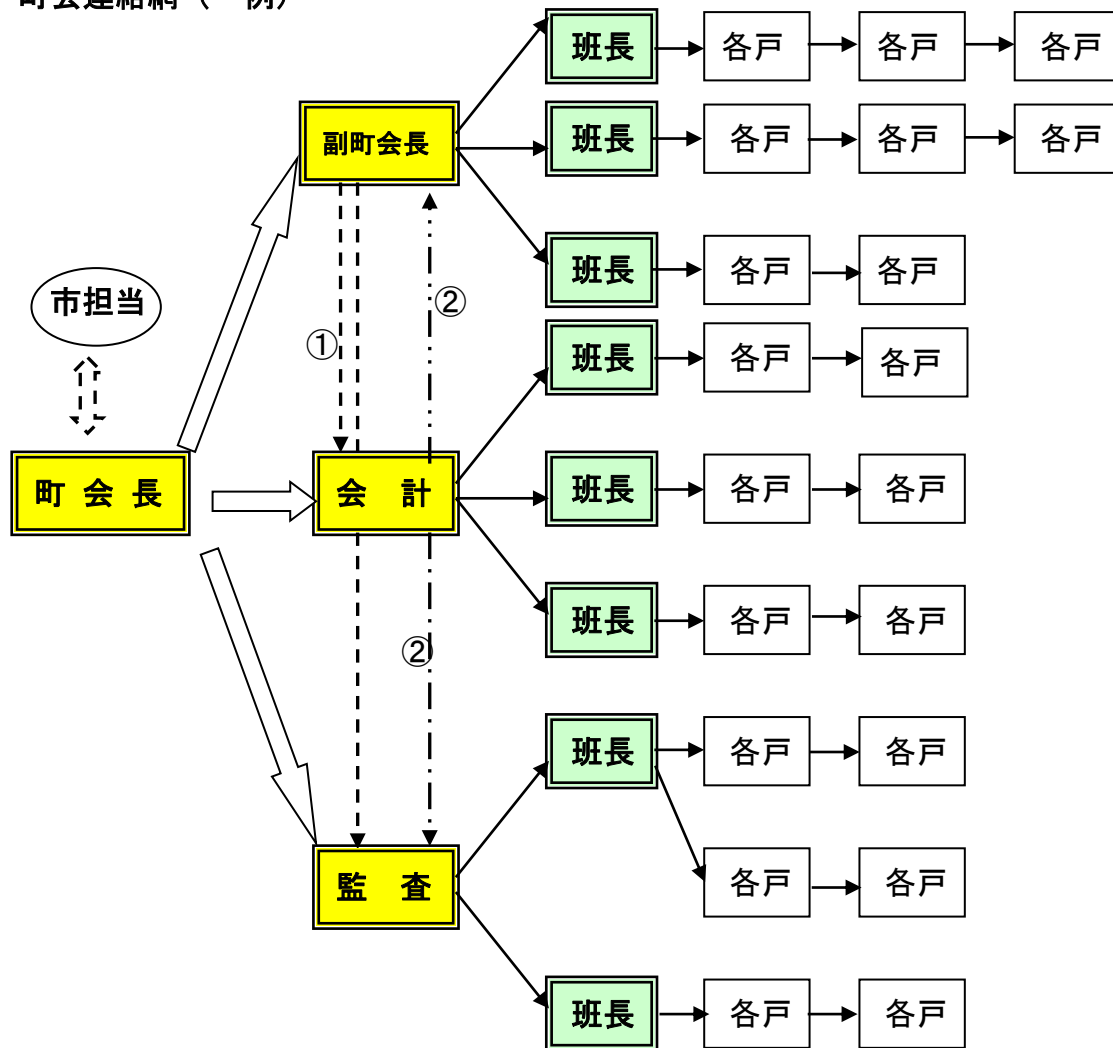 町会連絡網（一例）
班長 各戸 各戸 各戸
副町会長
班長 各戸 各戸 各戸
班長 各戸 各戸
市担当
②
①
班長 各戸 各戸
町 会 長
会 計
班長 各戸 各戸
班長 各戸 各戸
②
班長 各戸 各戸
各戸 各戸
監 査
班長 各戸 各戸